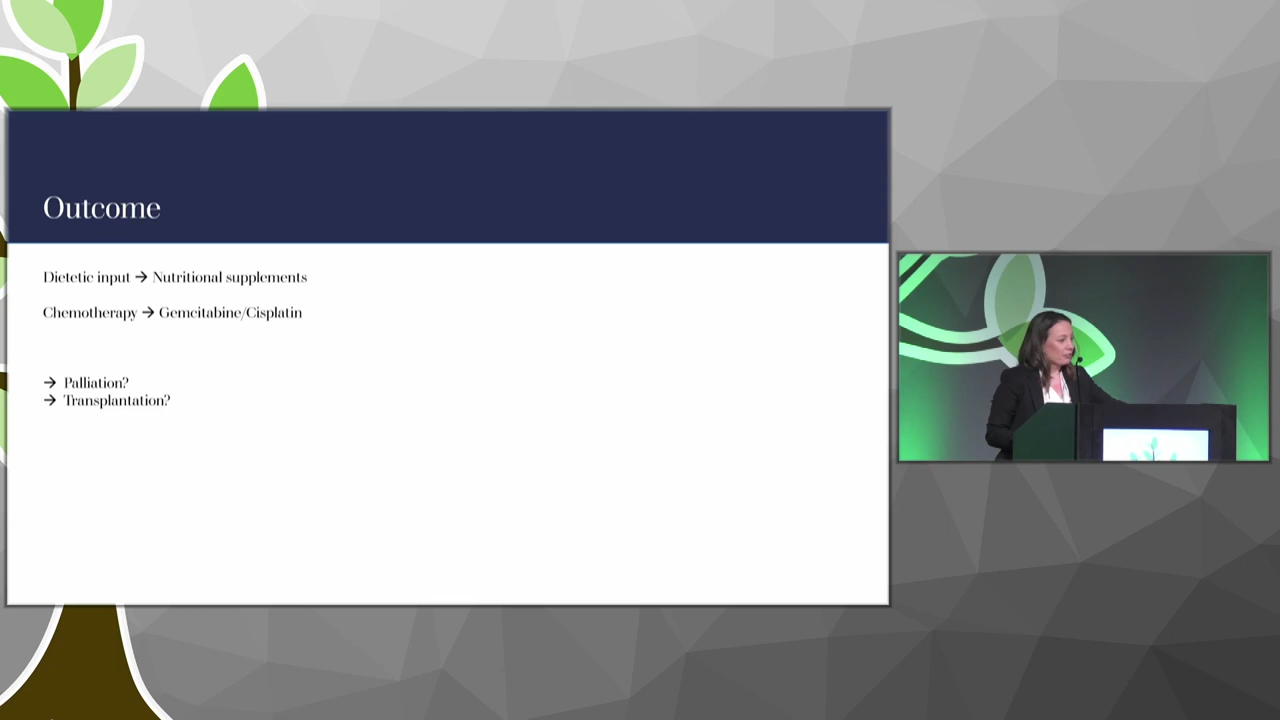 Outcome
Dietetic input → Nutritional supplements
Chemotherapy → Gemcitabine/Cisplatin
→ Palliation?
→ Transplantation?